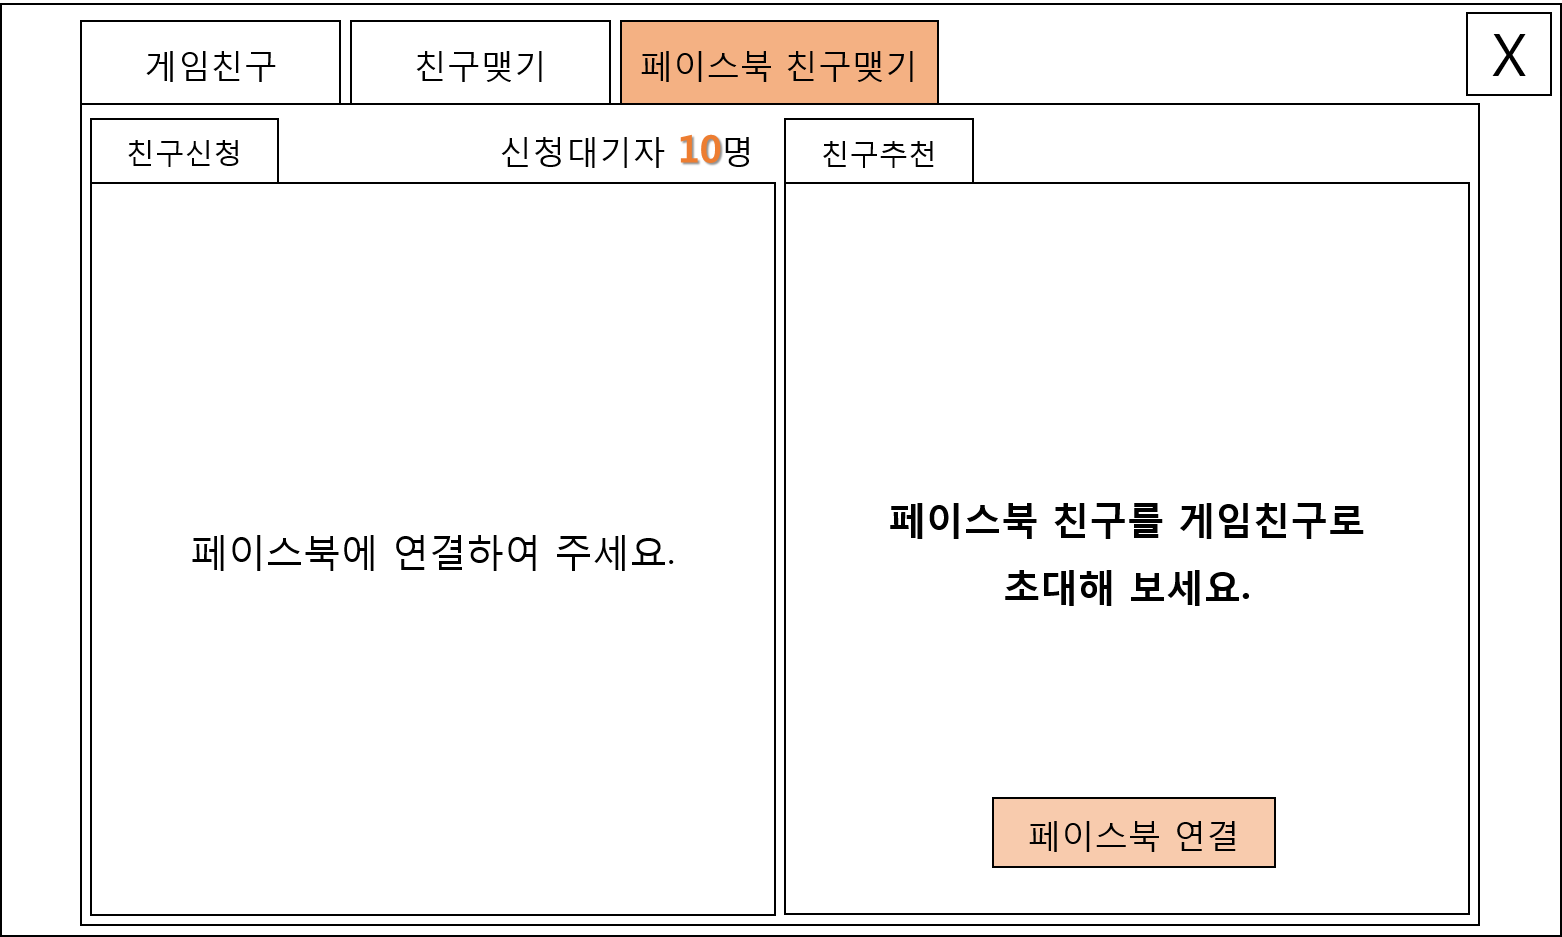 게임친구
친구맺기
페이스북 친구맺기
X
친구신청
신청대기자 10명
친구추천
페이스북에 연결하여 주세요.
페이스북 친구를 게임친구로
초대해 보세요.
페이스북 연결